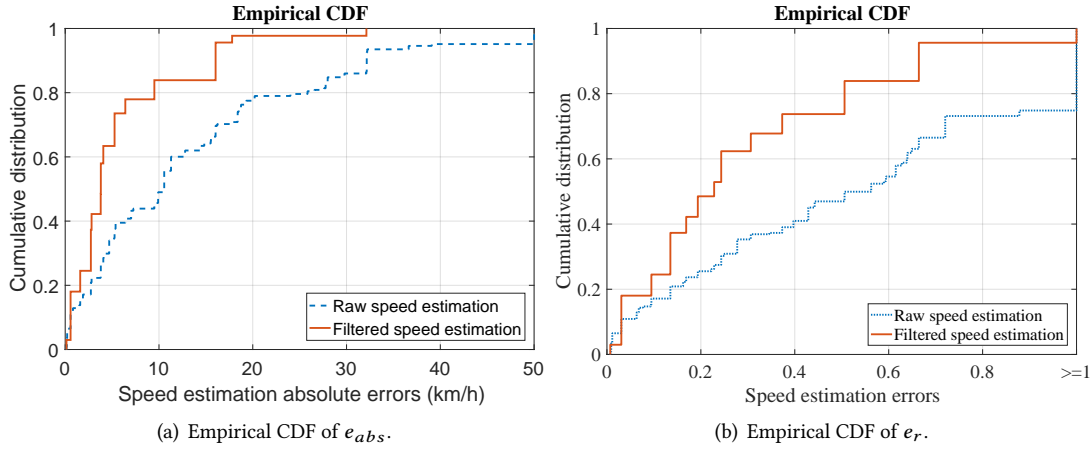 Empirical CDF
1
0.8
0.6
0.4
0.2
0
Cumulative distribution
Raw speed estimation
Filtered speed estimation
0 10 20 30 40 50
Speed estimation absolute errors (km/h)
(a) Empirical CDF of e_abs.
Empirical CDF
1
0.8
0.6
0.4
0.2
0
Cumulative distribution
Raw speed estimation
Filtered speed estimation
0 0.2 0.4 0.6 0.8 >=1
Speed estimation errors
(b) Empirical CDF of e_r.